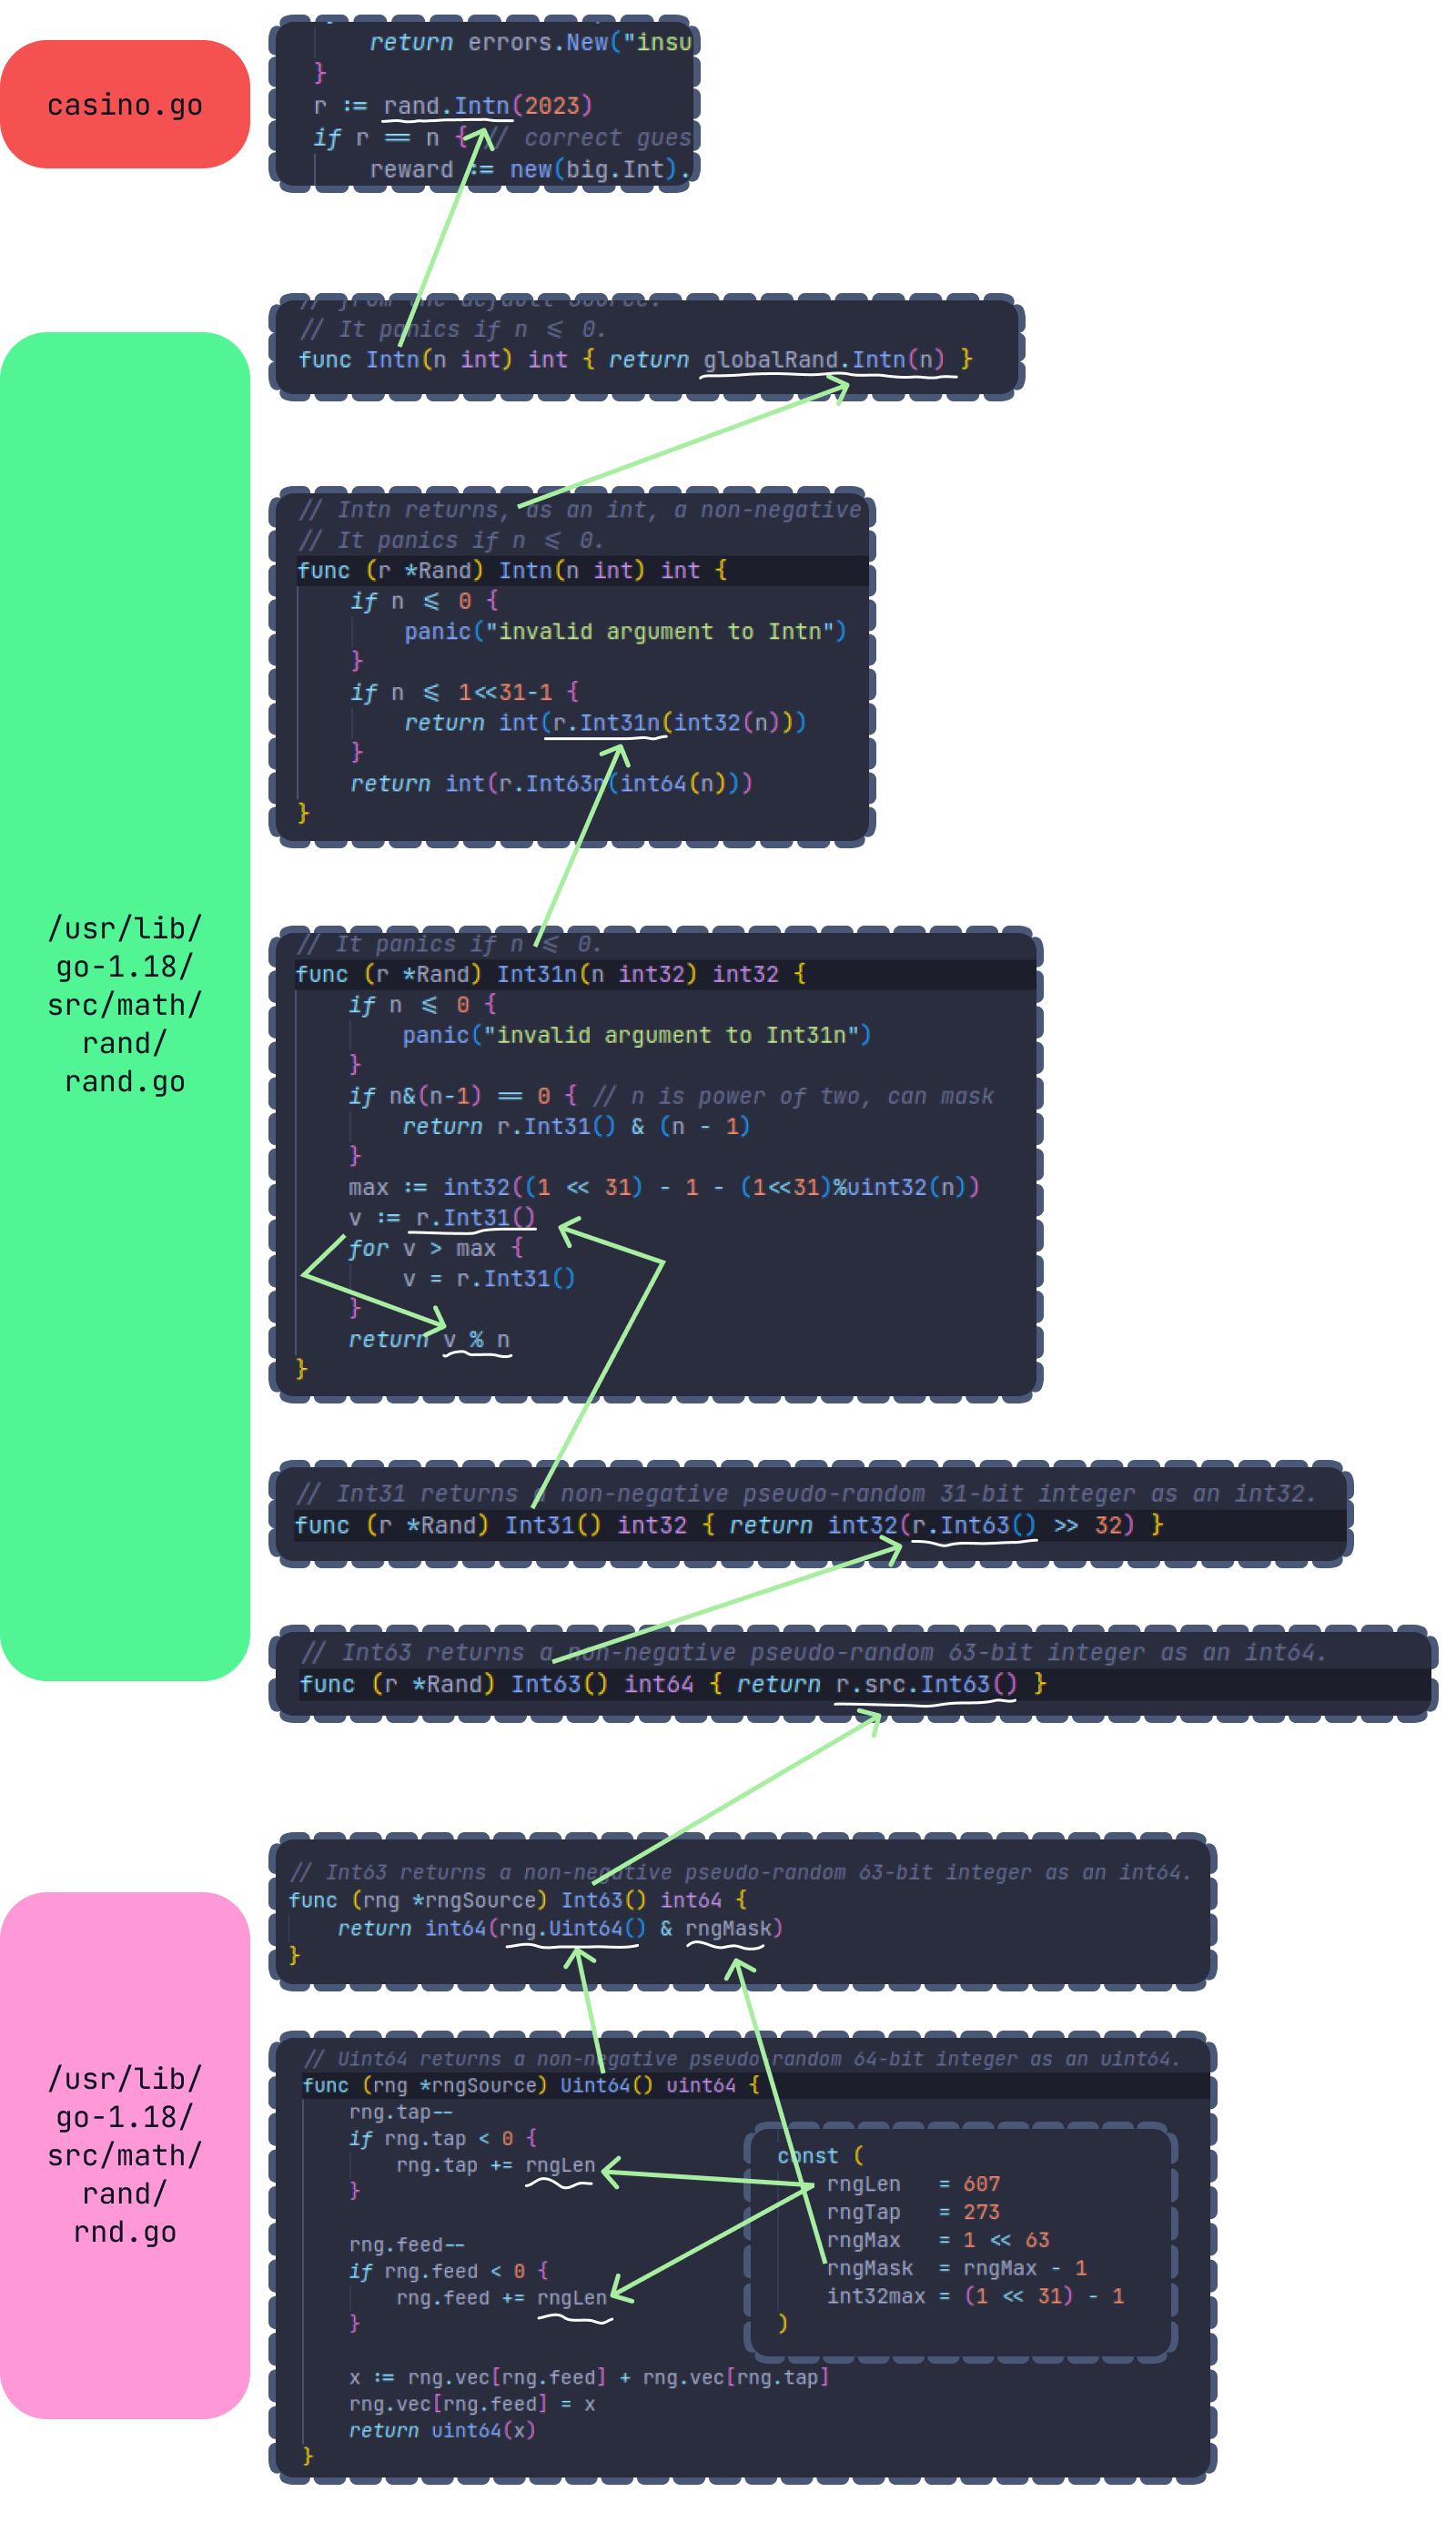 casino.go
return errors.New("insu
}
r := rand.Intn(2023)
if r == n { // correct gues
reward := new(big.Int).
/usr/lib/
go-1.18/
src/math/
rand/
rand.go
// from the default Source.
// It panics if n <= 0.
func Intn(n int) int { return globalRand.Intn(n) }
// Intn returns, as an int, a non-negative
// It panics if n <= 0.
func (r *Rand) Intn(n int) int {
if n <= 0 {
panic("invalid argument to Intn")
}
if n <= 1<<31-1 {
return int(r.Int31n(int32(n)))
}
return int(r.Int63n(int64(n)))
}
// It panics if n <= 0.
func (r *Rand) Int31n(n int32) int32 {
if n <= 0 {
panic("invalid argument to Int31n")
}
if n&(n-1) == 0 { // n is power of two, can mask
return r.Int31() & (n - 1)
}
max := int32((1 << 31) - 1 - (1<<31)%uint32(n))
v := r.Int31()
for v > max {
v = r.Int31()
}
return v % n
}
// Int31 returns a non-negative pseudo-random 31-bit integer as an int32.
func (r *Rand) Int31() int32 { return int32(r.Int63() >> 32) }
// Int63 returns a non-negative pseudo-random 63-bit integer as an int64.
func (r *Rand) Int63() int64 { return r.src.Int63() }
/usr/lib/
go-1.18/
src/math/
rand/
rnd.go
// Int63 returns a non-negative pseudo-random 63-bit integer as an int64.
func (rng *rngSource) Int63() int64 {
return int64(rng.Uint64() & rngMask)
}
// Uint64 returns a non-negative pseudo-random 64-bit integer as an uint64.
func (rng *rngSource) Uint64() uint64 {
rng.tap--
if rng.tap < 0 {
rng.tap += rngLen
}
rng.feed--
if rng.feed < 0 {
rng.feed += rngLen
}
x := rng.vec[rng.feed] + rng.vec[rng.tap]
rng.vec[rng.feed] = x
return uint64(x)
}
const (
rngLen = 607
rngTap = 273
rngMax = 1 << 63
rngMask = rngMax - 1
int32max = (1 << 31) - 1
)